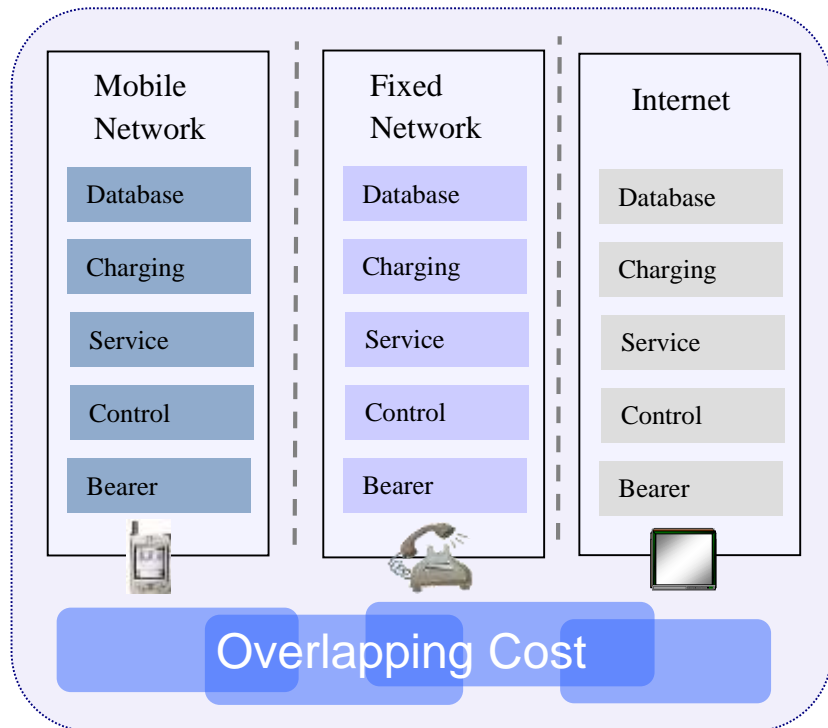 Mobile
Network
Database
Charging
Service
Control
Bearer
Fixed
Network
Database
Charging
Service
Control
Bearer
Internet
Database
Charging
Service
Control
Bearer
Overlapping Cost